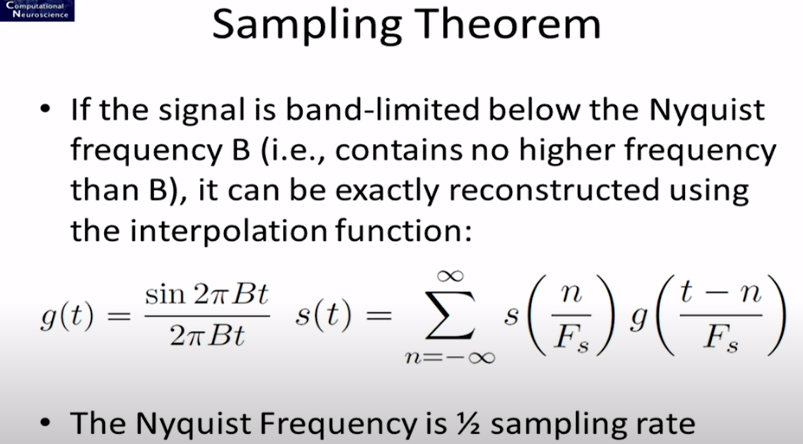 Computational
Neuroscience
Sampling Theorem
• If the signal is band-limited below the Nyquist
frequency B (i.e., contains no higher frequency
than B), it can be exactly reconstructed using
the interpolation function:
g(t) = \frac{\sin 2\pi Bt}{2\pi Bt} s(t) = \sum_{n=-\infty}^{\infty} s\left(\frac{n}{F_s}\right) g\left(\frac{t-n}{F_s}\right)
• The Nyquist Frequency is ½ sampling rate